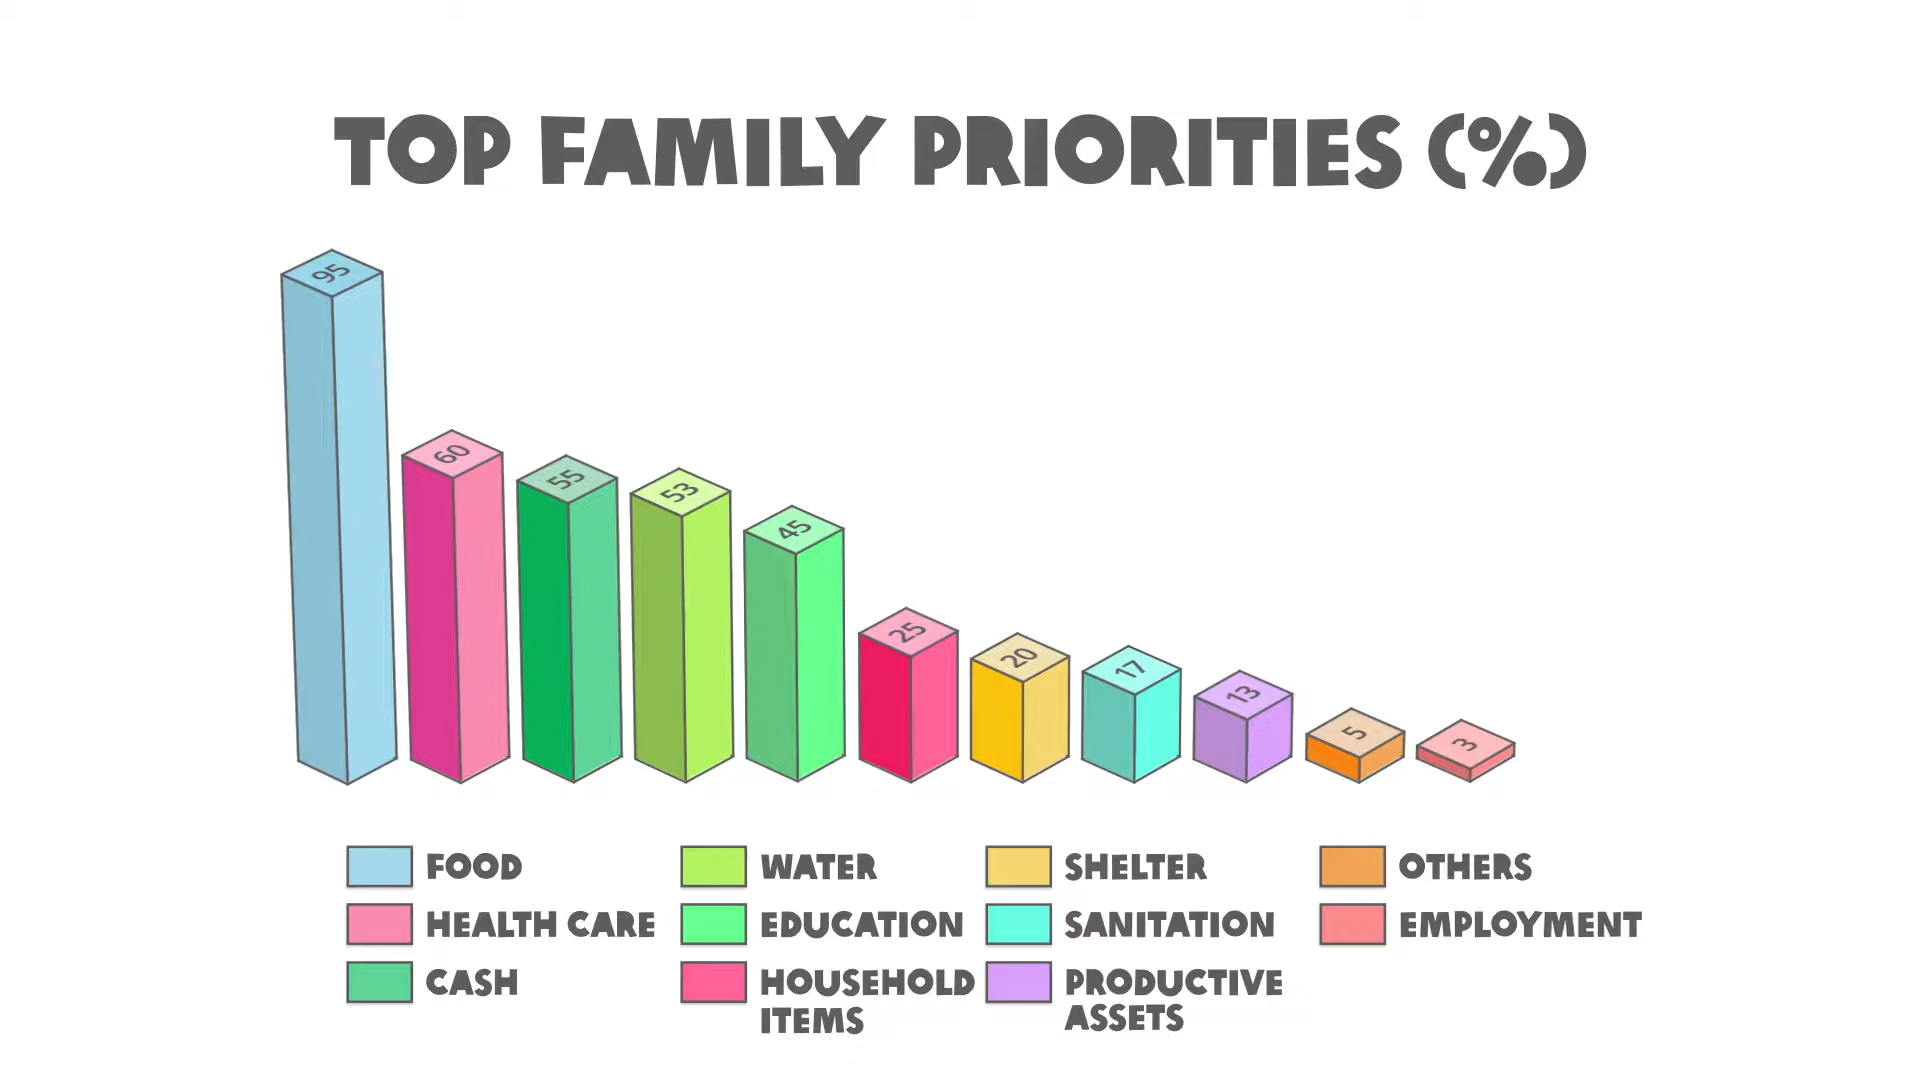 TOP FAMILY PRIORITIES (%)
95
60
55
53
45
25
20
17
13
5
3
FOOD
HEALTH CARE
CASH
WATER
EDUCATION
HOUSEHOLD
ITEMS
SHELTER
SANITATION
PRODUCTIVE
ASSETS
OTHERS
EMPLOYMENT